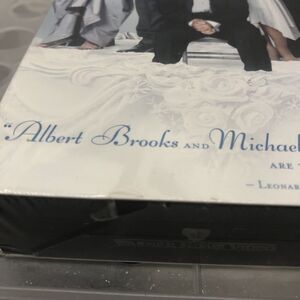 "Albert Brooks and Michael
are
— Leonar